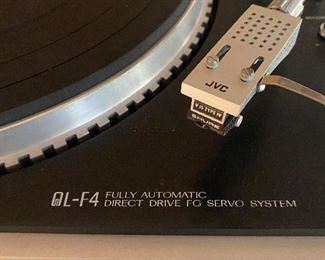 JVC
SHURE
QL-F4 FULLY AUTOMATIC
DIRECT DRIVE FG SERVO SYSTEM